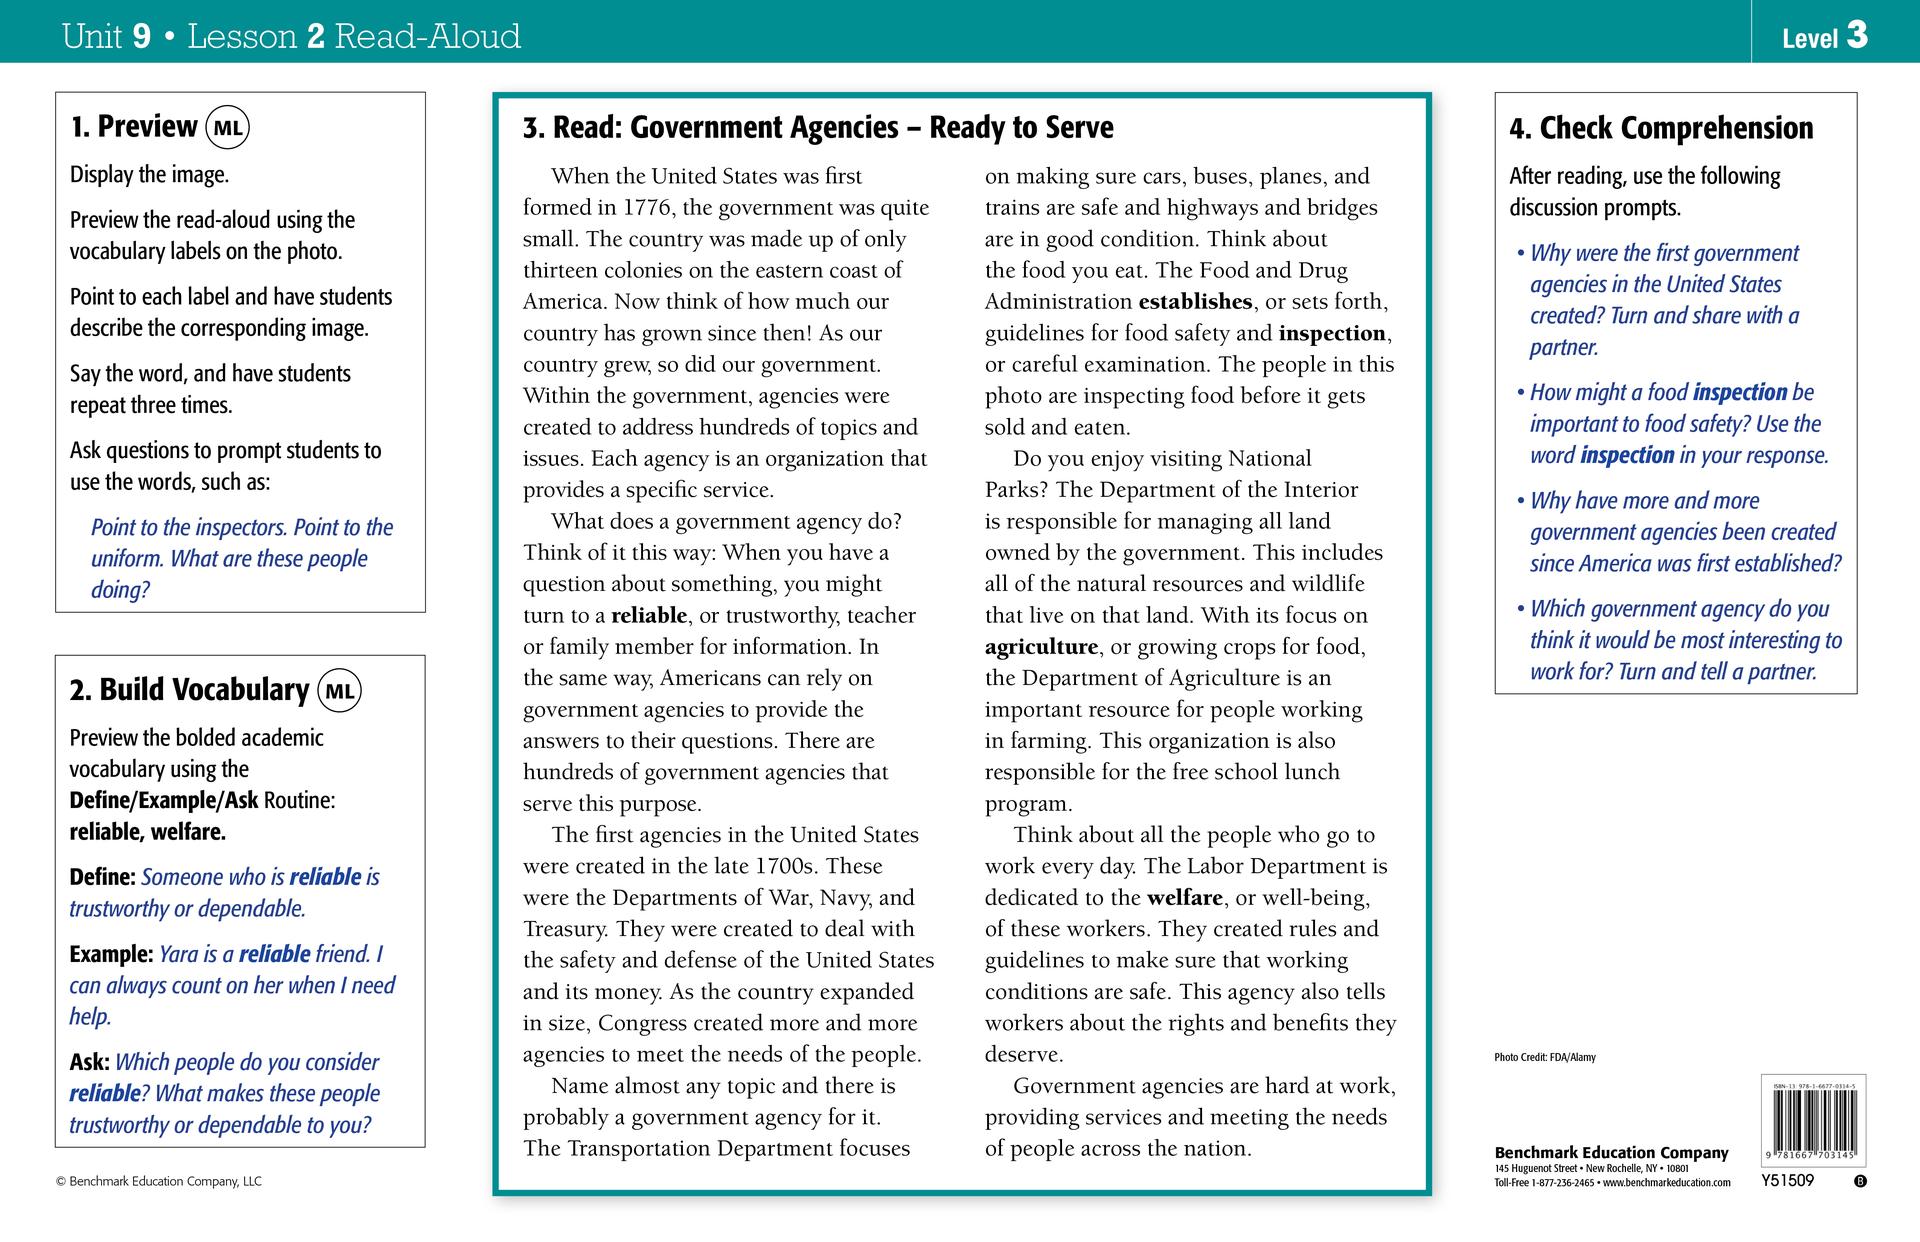 Unit 9 • Lesson 2 Read-Aloud
Level 3
1. Preview ML
Display the image.
Preview the read-aloud using the
vocabulary labels on the photo.
Point to each label and have students
describe the corresponding image.
Say the word, and have students
repeat three times.
Ask questions to prompt students to
use the words, such as:
Point to the inspectors. Point to the
uniform. What are these people
doing?
2. Build Vocabulary ML
Preview the bolded academic
vocabulary using the
Define/Example/Ask Routine:
reliable, welfare.
Define: Someone who is reliable is
trustworthy or dependable.
Example: Yara is a reliable friend. I
can always count on her when I need
help.
Ask: Which people do you consider
reliable? What makes these people
trustworthy or dependable to you?
© Benchmark Education Company, LLC
3. Read: Government Agencies – Ready to Serve
When the United States was first
formed in 1776, the government was quite
small. The country was made up of only
thirteen colonies on the eastern coast of
America. Now think of how much our
country has grown since then! As our
country grew, so did our government.
Within the government, agencies were
created to address hundreds of topics and
issues. Each agency is an organization that
provides a specific service.
What does a government agency do?
Think of it this way: When you have a
question about something, you might
turn to a reliable, or trustworthy, teacher
or family member for information. In
the same way, Americans can rely on
government agencies to provide the
answers to their questions. There are
hundreds of government agencies that
serve this purpose.
The first agencies in the United States
were created in the late 1700s. These
were the Departments of War, Navy, and
Treasury. They were created to deal with
the safety and defense of the United States
and its money. As the country expanded
in size, Congress created more and more
agencies to meet the needs of the people.
Name almost any topic and there is
probably a government agency for it.
The Transportation Department focuses
on making sure cars, buses, planes, and
trains are safe and highways and bridges
are in good condition. Think about
the food you eat. The Food and Drug
Administration establishes, or sets forth,
guidelines for food safety and inspection,
or careful examination. The people in this
photo are inspecting food before it gets
sold and eaten.
Do you enjoy visiting National
Parks? The Department of the Interior
is responsible for managing all land
owned by the government. This includes
all of the natural resources and wildlife
that live on that land. With its focus on
agriculture, or growing crops for food,
the Department of Agriculture is an
important resource for people working
in farming. This organization is also
responsible for the free school lunch
program.
Think about all the people who go to
work every day. The Labor Department is
dedicated to the welfare, or well-being,
of these workers. They created rules and
guidelines to make sure that working
conditions are safe. This agency also tells
workers about the rights and benefits they
deserve.
Government agencies are hard at work,
providing services and meeting the needs
of people across the nation.
4. Check Comprehension
After reading, use the following
discussion prompts.
• Why were the first government
agencies in the United States
created? Turn and share with a
partner.
• How might a food inspection be
important to food safety? Use the
word inspection in your response.
• Why have more and more
government agencies been created
since America was first established?
• Which government agency do you
think it would be most interesting to
work for? Turn and tell a partner.
Photo Credit: FDA/Alamy
Benchmark Education Company
145 Huguenot Street • New Rochelle, NY • 10801
Toll-Free 1-877-236-2465 • www.benchmarkeducation.com
ISBN-13 978-1-6677-0314-5
9 781667 703145
Y51509
B